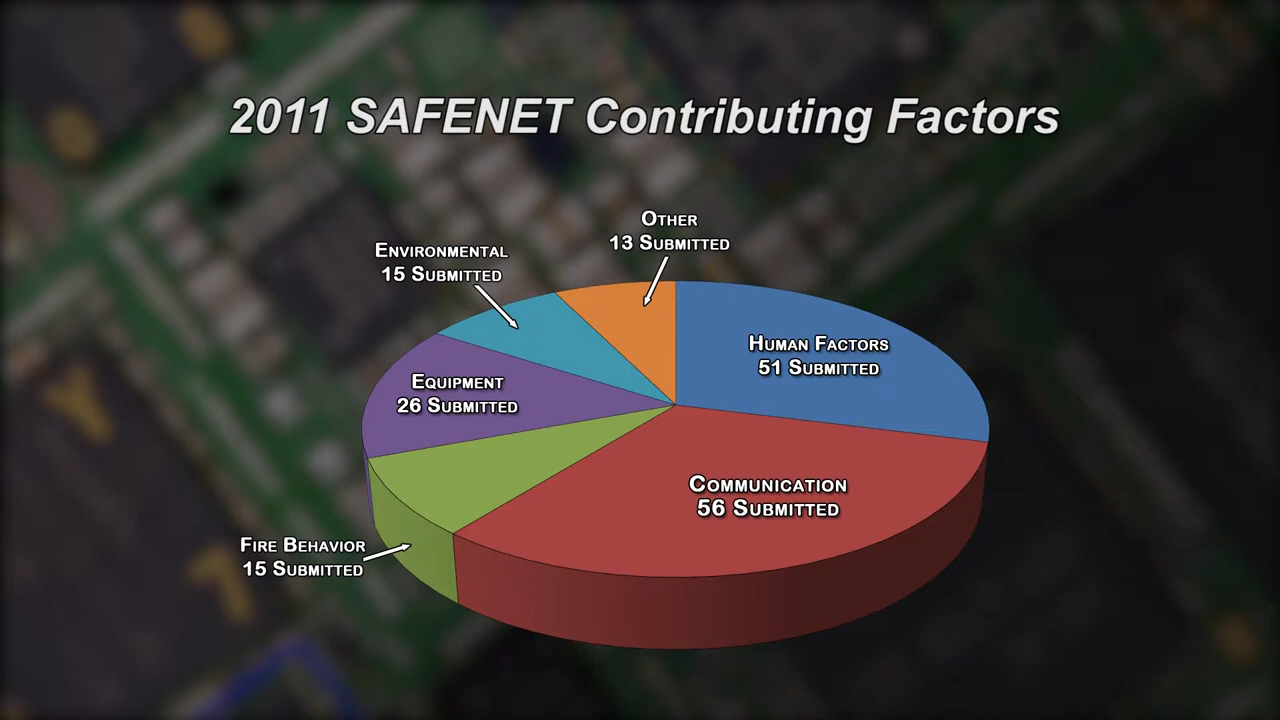 2011 SAFENET Contributing Factors
Other
13 Submitted
Environmental
15 Submitted
Human Factors
51 Submitted
Equipment
26 Submitted
Communication
56 Submitted
Fire Behavior
15 Submitted